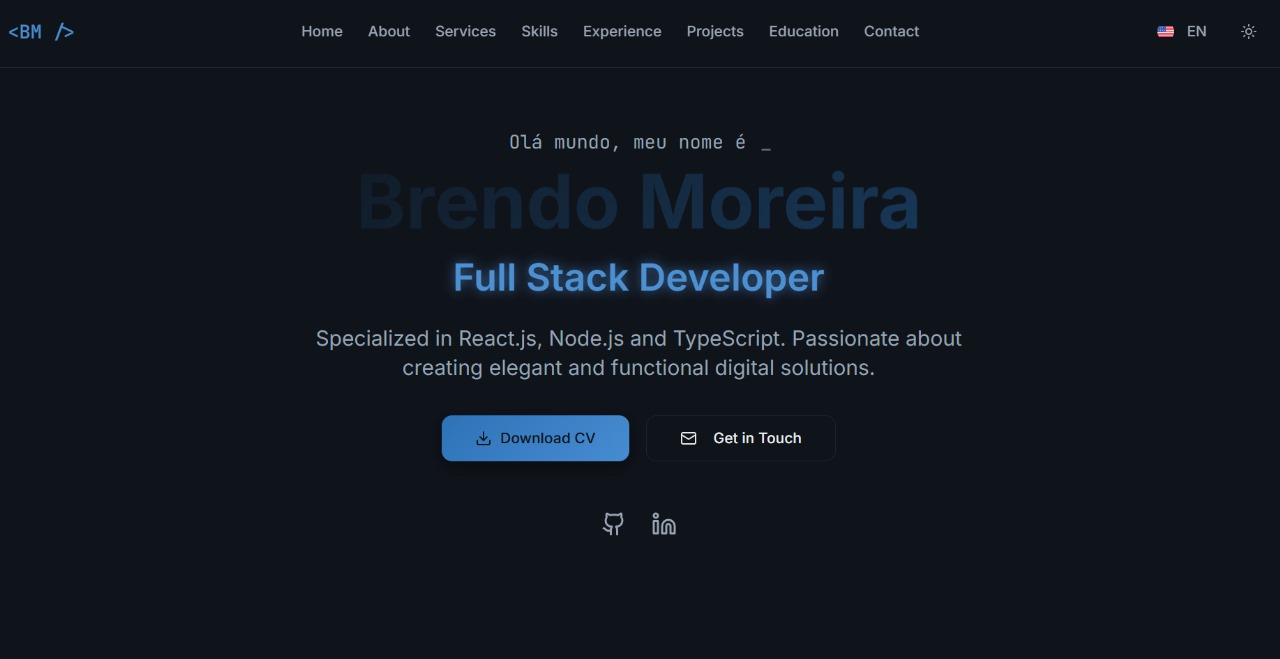 <BM />
Home About Services Skills Experience Projects Education Contact
EN
Olá mundo, meu nome é _
Brendo Moreira
Full Stack Developer
Specialized in React.js, Node.js and TypeScript. Passionate about
creating elegant and functional digital solutions.
Download CV
Get in Touch